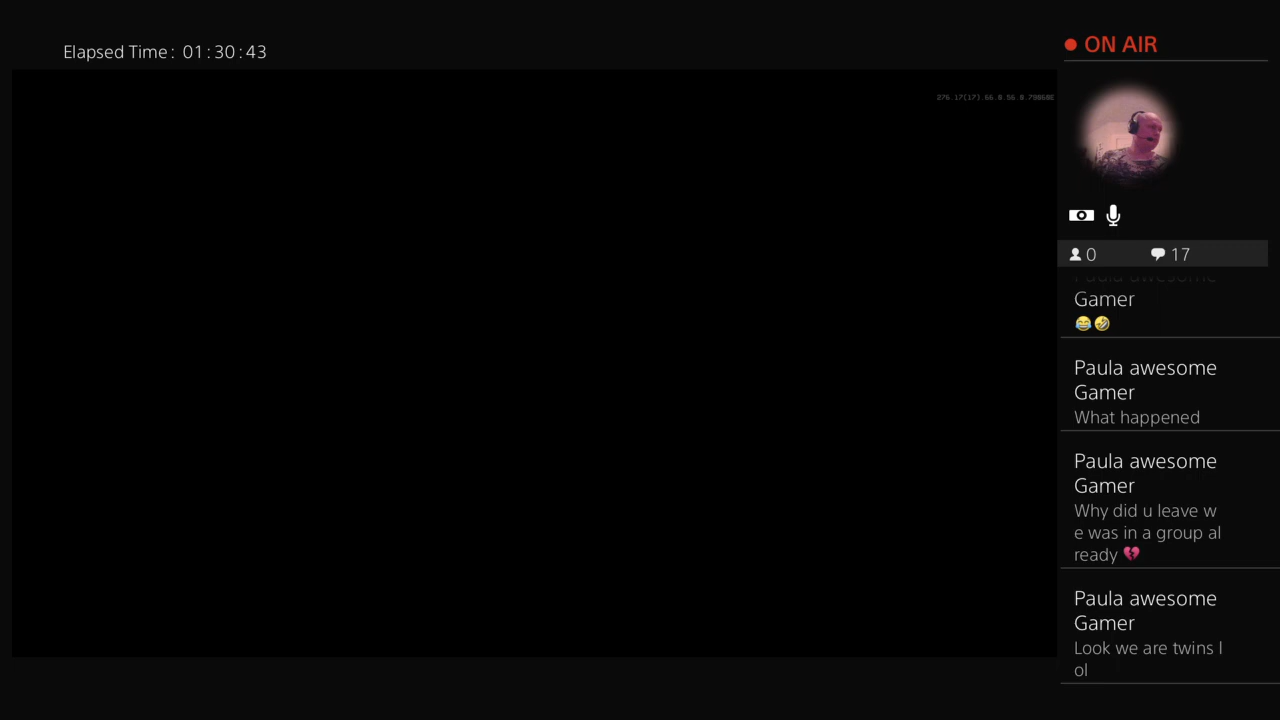 Elapsed Time: 01:30:43
ON AIR
0 17
Gamer
😂🤣
Paula awesome
Gamer
What happened
Paula awesome
Gamer
Why did u leave w
e was in a group al
ready 💔
Paula awesome
Gamer
Look we are twins l
ol